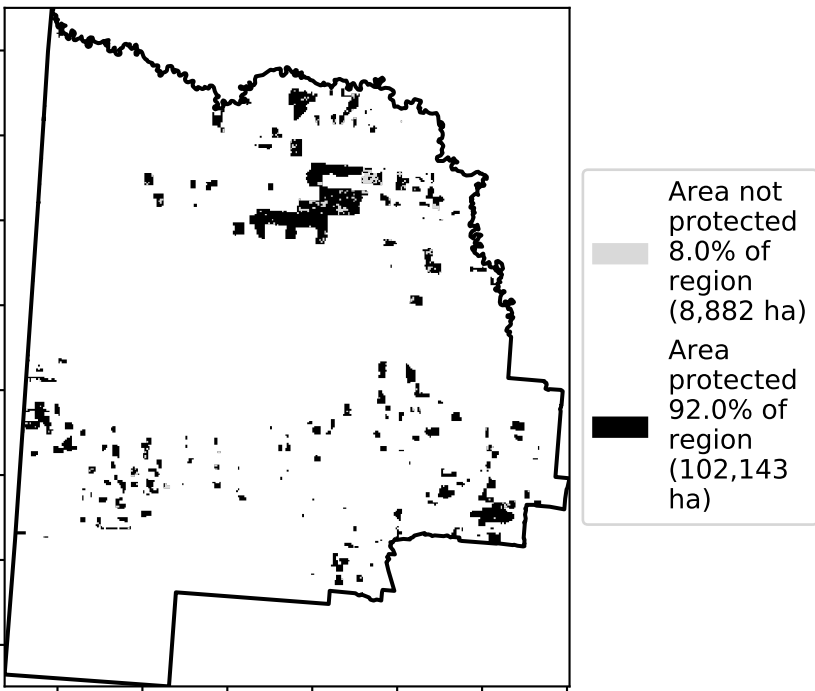 Area not
protected
8.0% of
region
(8,882 ha)
Area
protected
92.0% of
region
(102,143
ha)